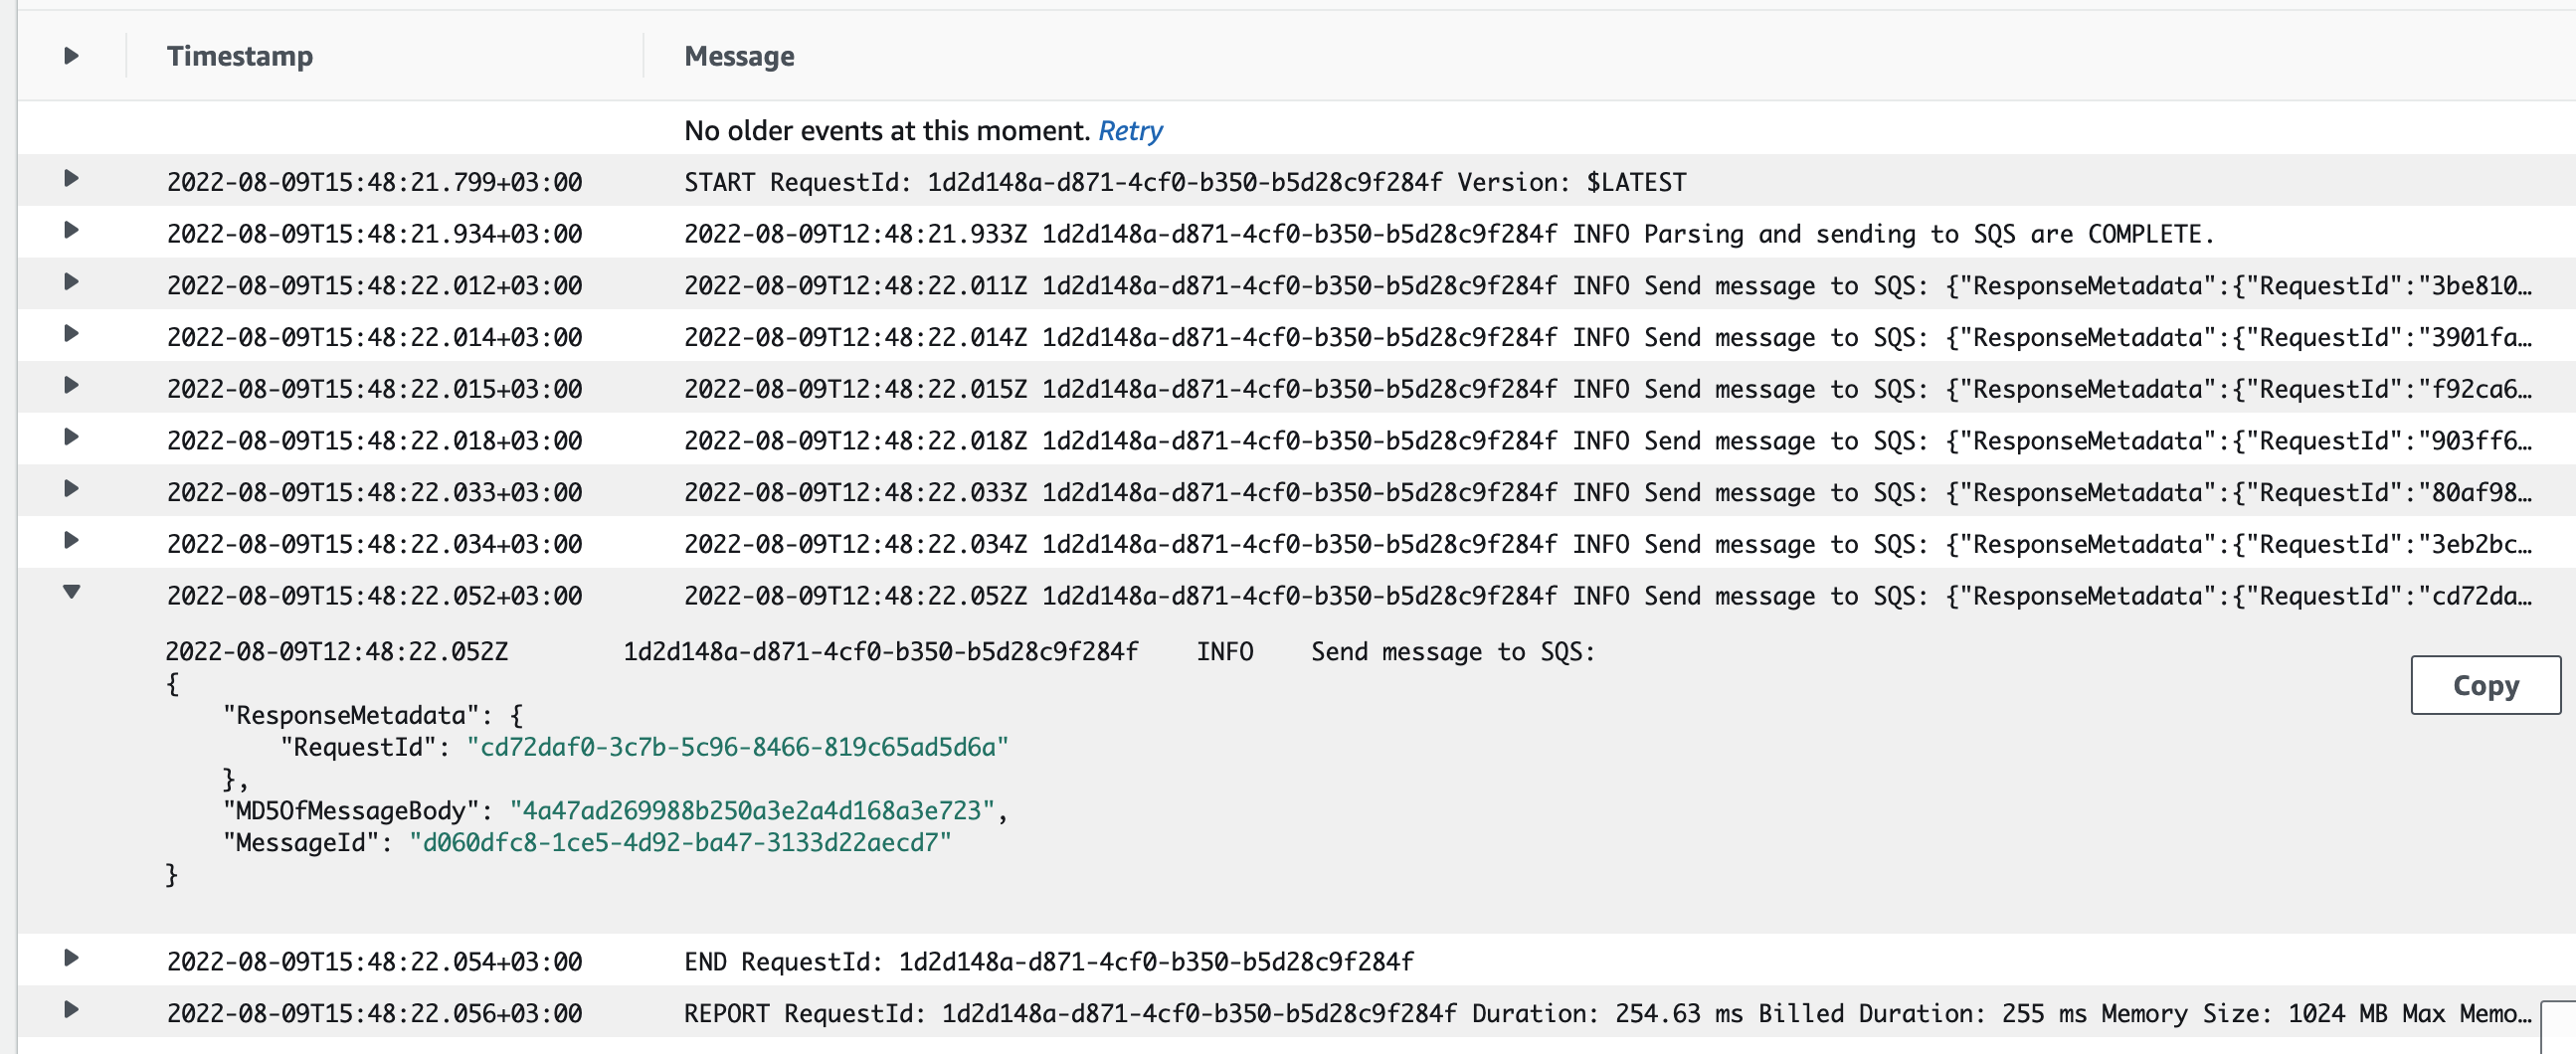 Timestamp Message
No older events at this moment. Retry
2022-08-09T15:48:21.799+03:00 START RequestId: 1d2d148a-d871-4cf0-b350-b5d28c9f284f Version: $LATEST
2022-08-09T15:48:21.934+03:00 2022-08-09T12:48:21.933Z 1d2d148a-d871-4cf0-b350-b5d28c9f284f INFO Parsing and sending to SQS are COMPLETE.
2022-08-09T15:48:22.012+03:00 2022-08-09T12:48:22.011Z 1d2d148a-d871-4cf0-b350-b5d28c9f284f INFO Send message to SQS: {"ResponseMetadata":{"RequestId":"3be810…
2022-08-09T15:48:22.014+03:00 2022-08-09T12:48:22.014Z 1d2d148a-d871-4cf0-b350-b5d28c9f284f INFO Send message to SQS: {"ResponseMetadata":{"RequestId":"3901fa…
2022-08-09T15:48:22.015+03:00 2022-08-09T12:48:22.015Z 1d2d148a-d871-4cf0-b350-b5d28c9f284f INFO Send message to SQS: {"ResponseMetadata":{"RequestId":"f92ca6…
2022-08-09T15:48:22.018+03:00 2022-08-09T12:48:22.018Z 1d2d148a-d871-4cf0-b350-b5d28c9f284f INFO Send message to SQS: {"ResponseMetadata":{"RequestId":"903ff6…
2022-08-09T15:48:22.033+03:00 2022-08-09T12:48:22.033Z 1d2d148a-d871-4cf0-b350-b5d28c9f284f INFO Send message to SQS: {"ResponseMetadata":{"RequestId":"80af98…
2022-08-09T15:48:22.034+03:00 2022-08-09T12:48:22.034Z 1d2d148a-d871-4cf0-b350-b5d28c9f284f INFO Send message to SQS: {"ResponseMetadata":{"RequestId":"3eb2bc…
2022-08-09T15:48:22.052+03:00 2022-08-09T12:48:22.052Z 1d2d148a-d871-4cf0-b350-b5d28c9f284f INFO Send message to SQS: {"ResponseMetadata":{"RequestId":"cd72da…
2022-08-09T12:48:22.052Z 1d2d148a-d871-4cf0-b350-b5d28c9f284f INFO Send message to SQS:
{
Copy
"ResponseMetadata": {
"RequestId": "cd72daf0-3c7b-5c96-8466-819c65ad5d6a"
},
"MD5OfMessageBody": "4a47ad269988b250a3e2a4d168a3e723",
"MessageId": "d060dfc8-1ce5-4d92-ba47-3133d22aecd7"
}
2022-08-09T15:48:22.054+03:00 END RequestId: 1d2d148a-d871-4cf0-b350-b5d28c9f284f
2022-08-09T15:48:22.056+03:00 REPORT RequestId: 1d2d148a-d871-4cf0-b350-b5d28c9f284f Duration: 254.63 ms Billed Duration: 255 ms Memory Size: 1024 MB Max Memo…